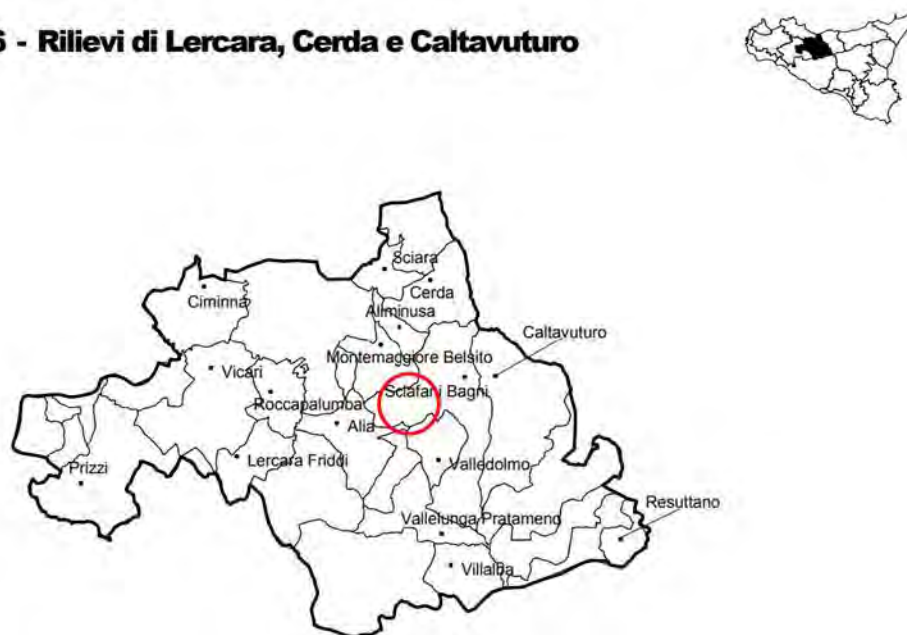 6 - Rilievi di Lercara, Cerda e Caltavuturo
Sciara
Cerda
Ciminna
Aliminusa
Caltavuturo
Montemaggiore Belsito
Vicari
Sclafani Bagni
Roccapalumba
Alia
Lercara Friddi
Valledolmo
Prizzi
Resuttano
Vallelunga Pratameno
Villalba